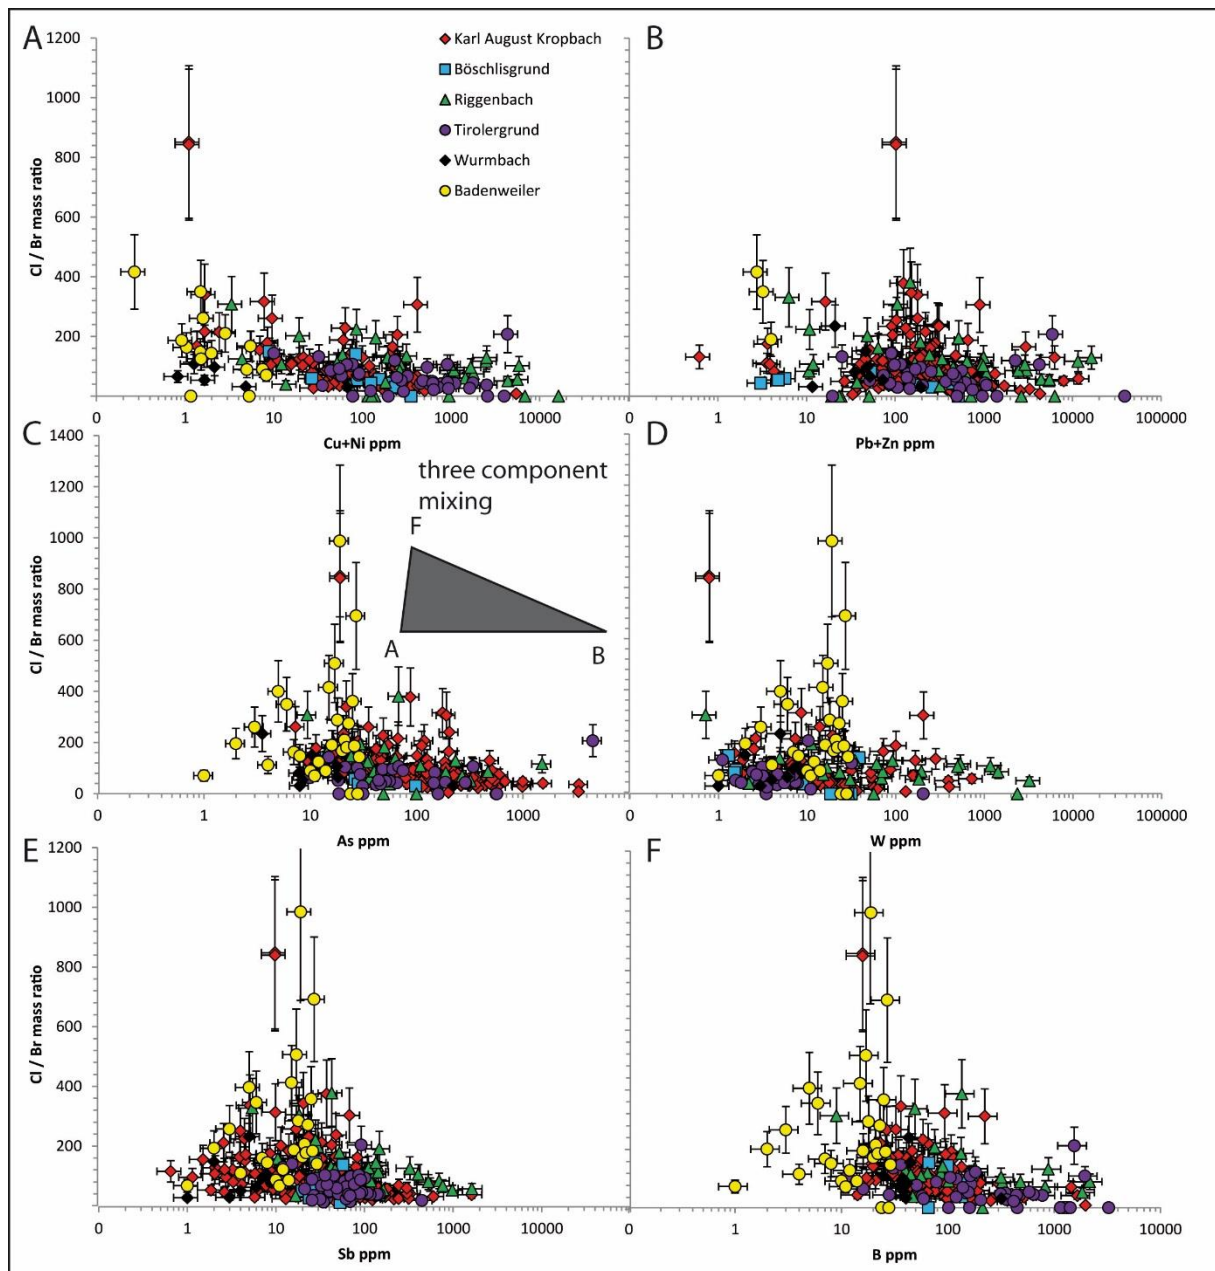 A
B
Karl August Kropbach
Böschlisgrund
Riggenbach
Tirolergrund
Wurmbach
Badenweiler
Cl / Br mass ratio
1200
1000
800
600
400
200
0
0 1 10 100 1000 10000
Cu+Ni ppm
0 1 10 100 1000 10000 100000
Pb+Zn ppm
C
D
three component
mixing
F
A
B
Cl / Br mass ratio
1400
1200
1000
800
600
400
200
0
0 1 10 100 1000
As ppm
0 1 10 100 1000 10000 100000
W ppm
E
F
Cl / Br mass ratio
1200
1000
800
600
400
200
0 1 10 100 1000 10000
Sb ppm
0 1 10 100 1000 10000
B ppm